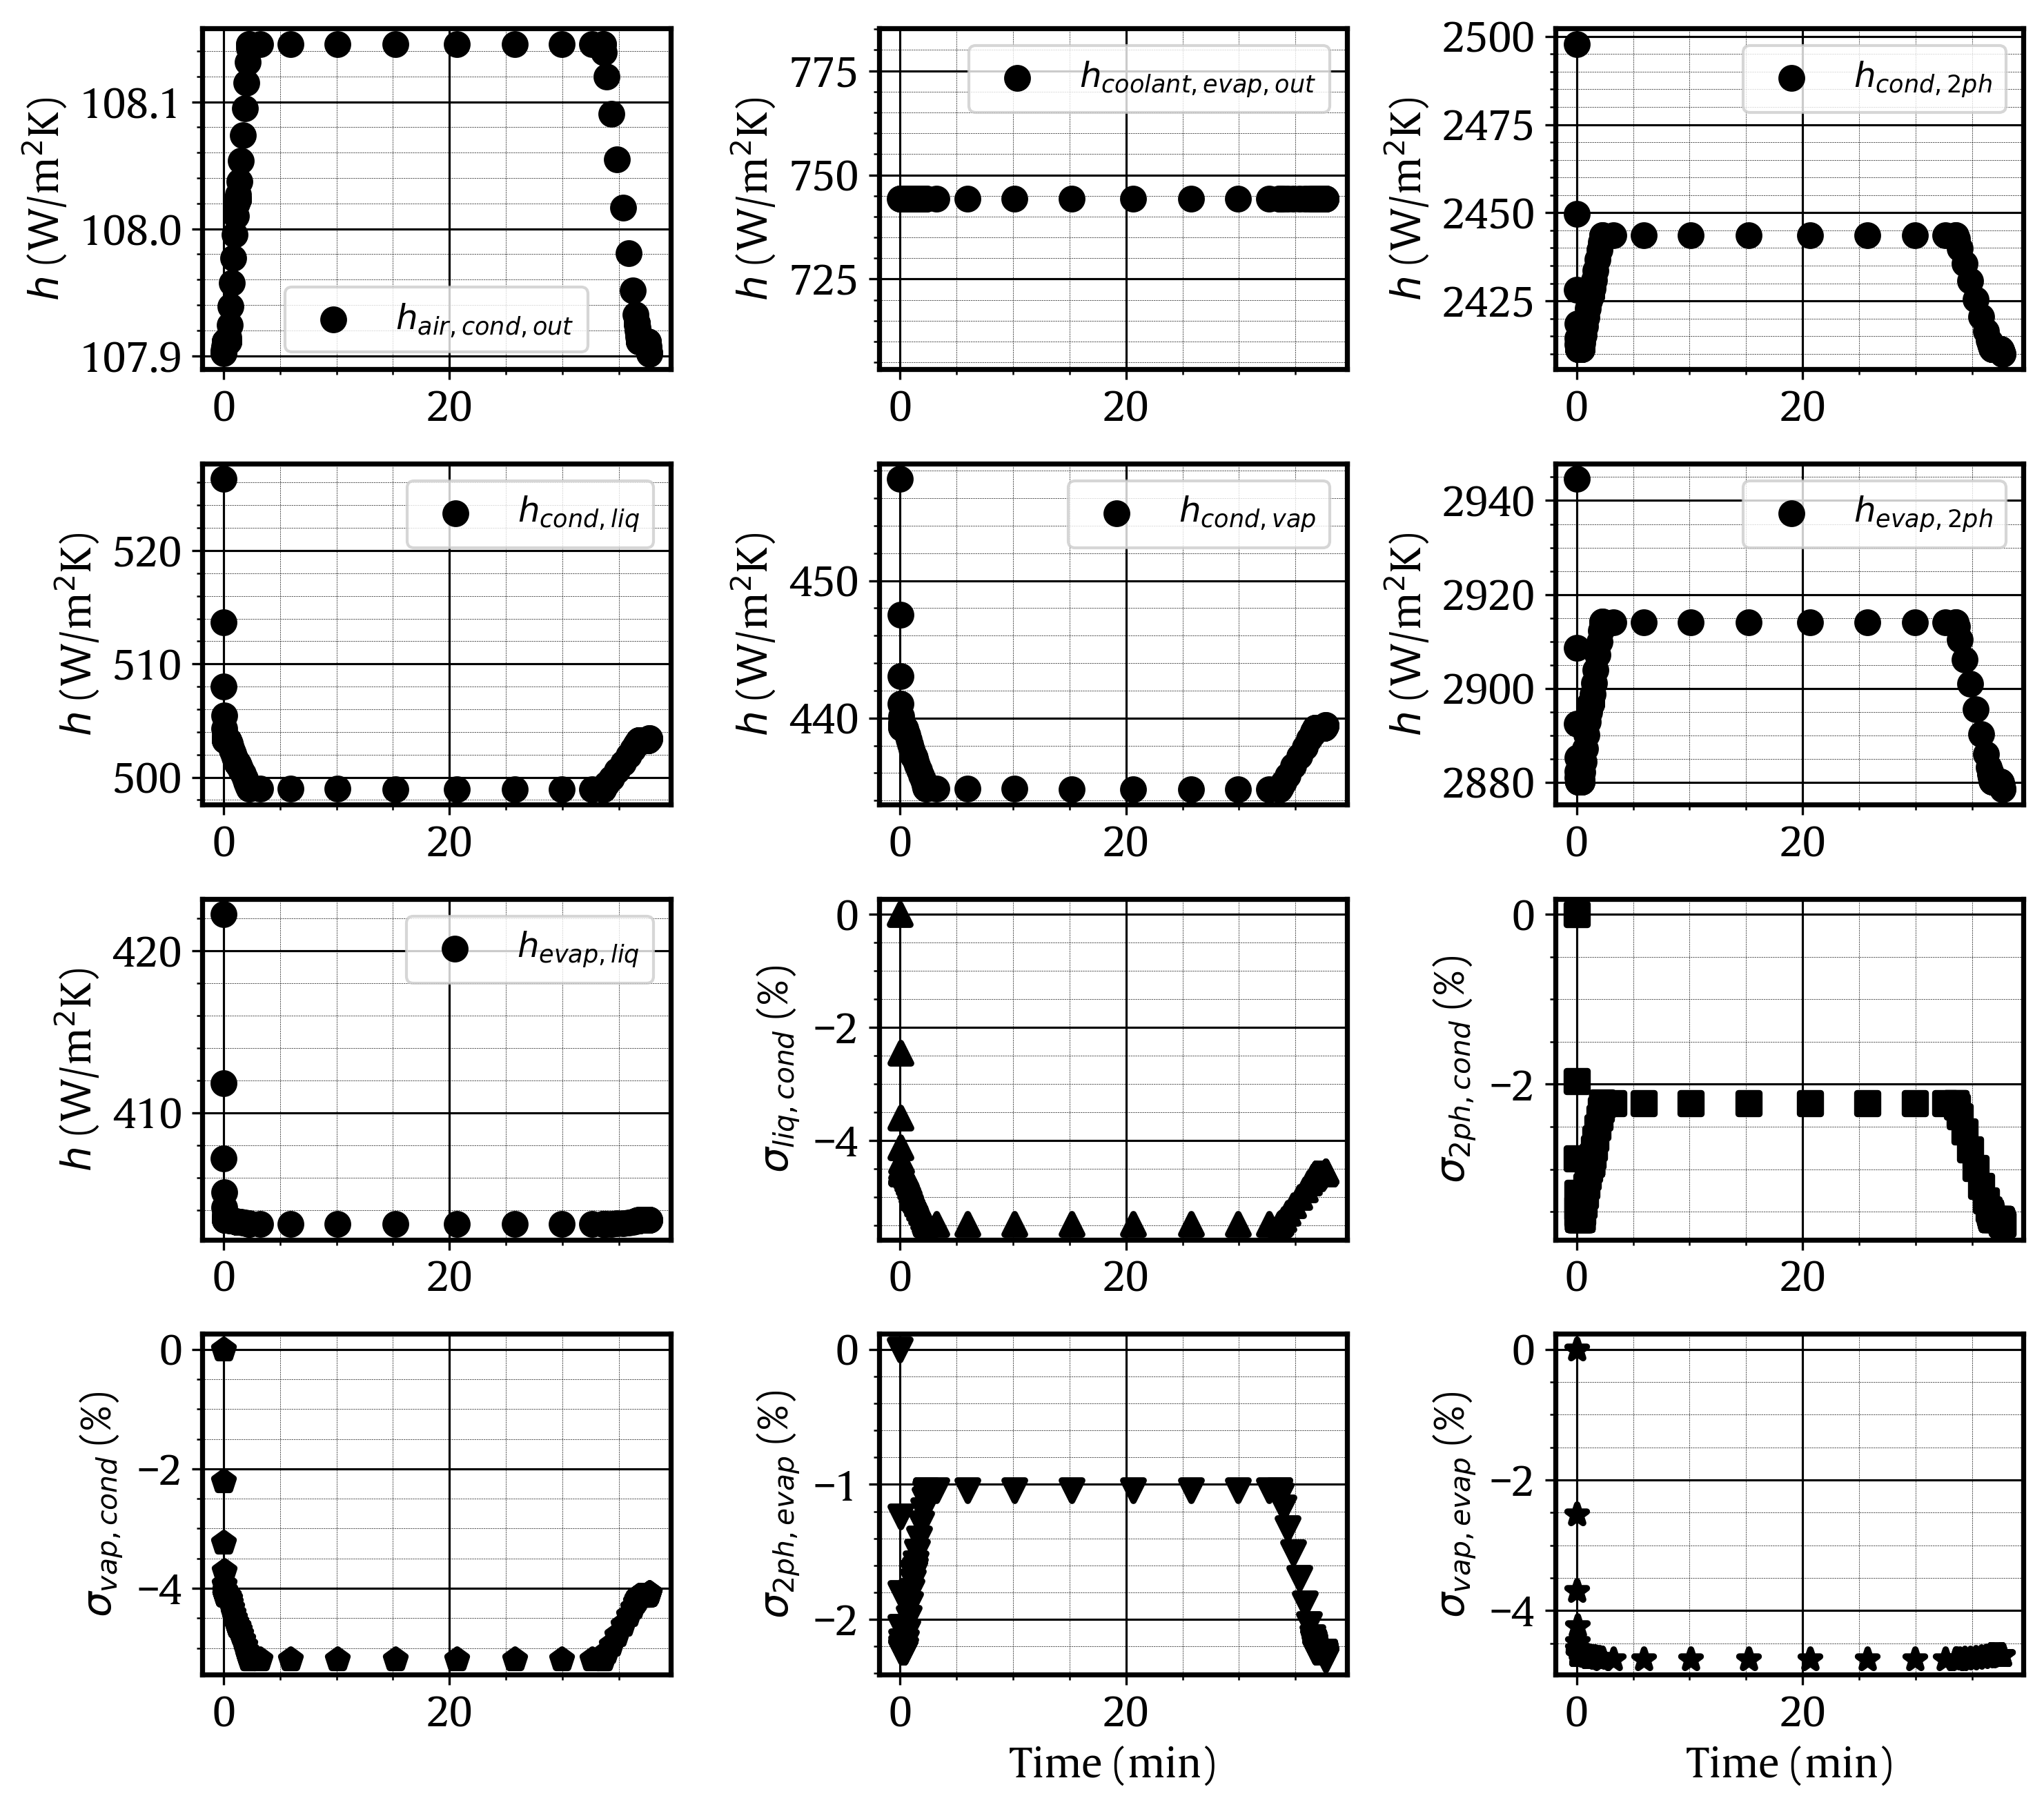 h (W/m²K)
108.1
108.0
107.9
h_air,cond,out
0 20
h (W/m²K)
775
750
725
h_coolant,evap,out
0 20
h (W/m²K)
2500
2475
2450
2425
h_cond,2ph
0 20
h (W/m²K)
520
510
500
h_cond,liq
0 20
h (W/m²K)
450
440
h_cond,vap
0 20
h (W/m²K)
2940
2920
2900
2880
h_evap,2ph
0 20
h (W/m²K)
420
410
h_evap,liq
0 20
σ_liq,cond (%)
0
−2
−4
0 20
σ_2ph,cond (%)
0
−2
0 20
σ_vap,cond (%)
0
−2
−4
0 20
σ_2ph,evap (%)
0
−1
−2
0 20
Time (min)
σ_vap,evap (%)
0
−2
−4
0 20
Time (min)